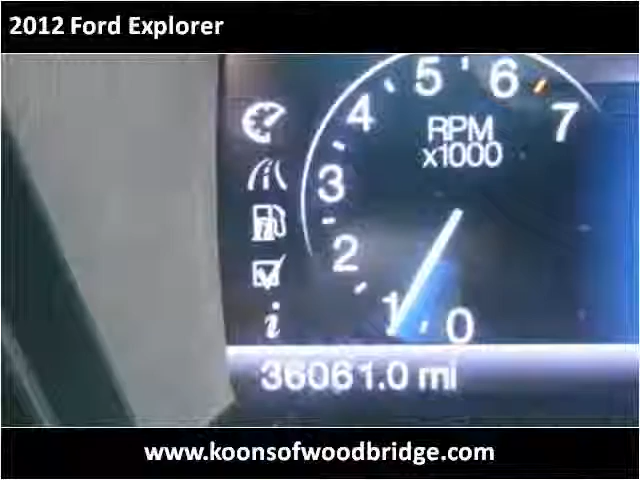 2012 Ford Explorer
5 6
4 7
RPM
x1000
3
2
1 0
i
36061.0 mi
www.koonsofwoodbridge.com